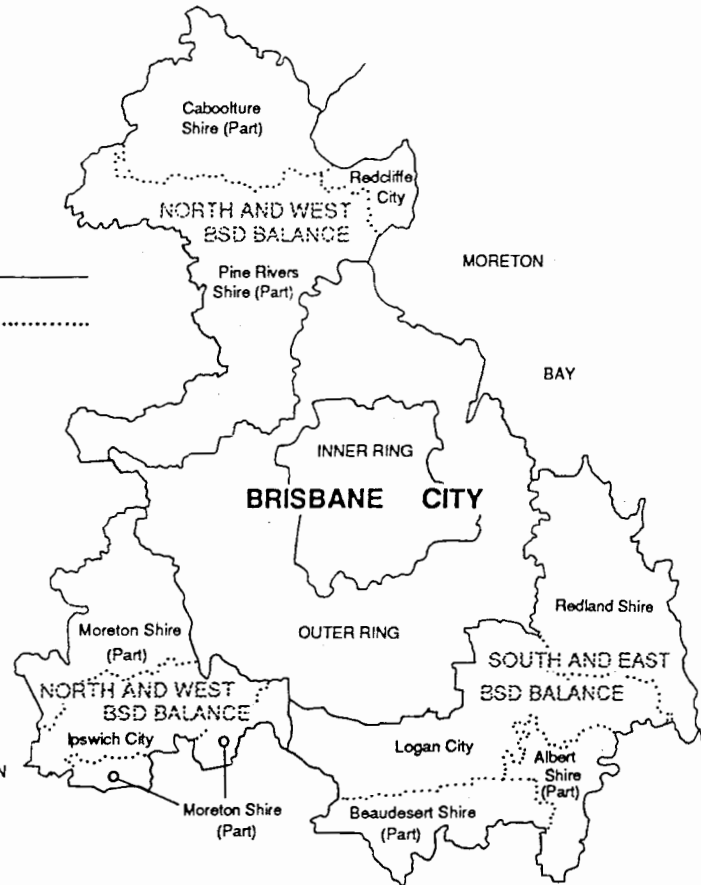 Caboolture
Shire (Part)
Redcliffe
City
NORTH AND WEST
BSD BALANCE
Pine Rivers
Shire (Part)
MORETON
BAY
INNER RING
BRISBANE CITY
OUTER RING
Redland Shire
Moreton Shire
(Part)
SOUTH AND EAST
BSD BALANCE
NORTH AND WEST
BSD BALANCE
Ipswich City
Logan City
Albert
Shire
(Part)
N
Moreton Shire
(Part)
Beaudesert Shire
(Part)